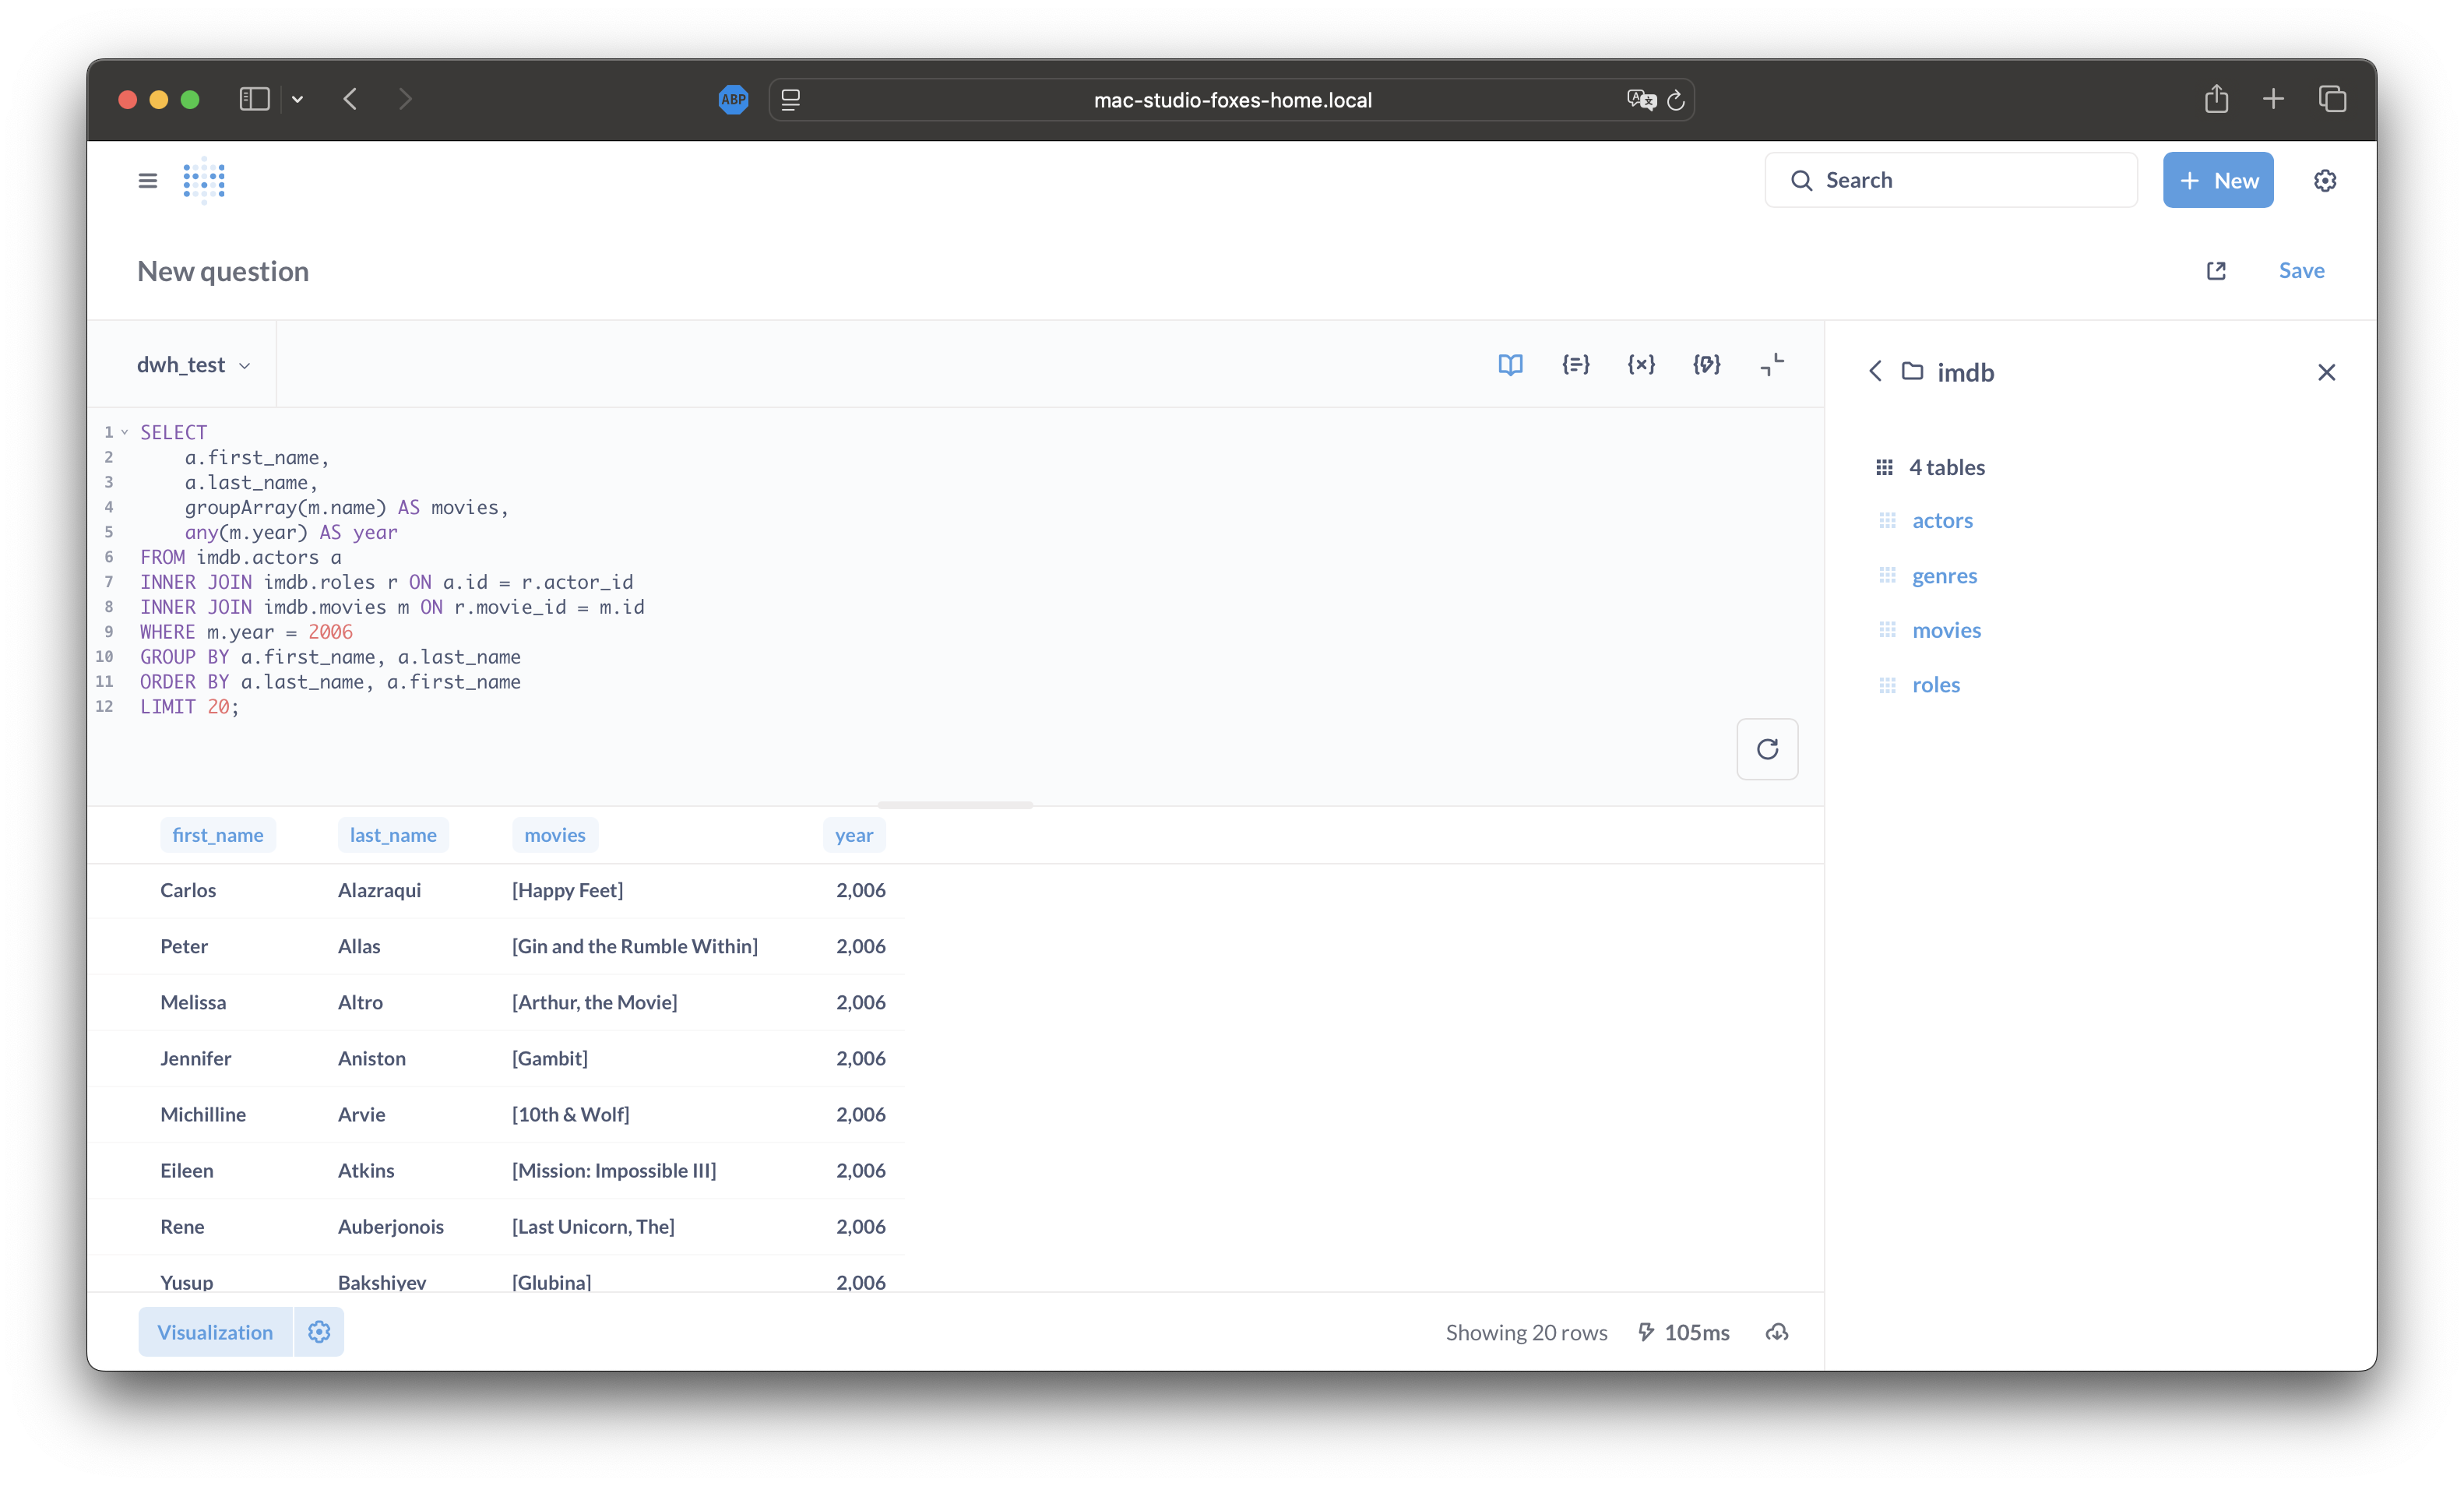 ABP
mac-studio-foxes-home.local
Search
+ New
New question
Save
dwh_test
imdb
1 SELECT
2 a.first_name,
3 a.last_name,
4 groupArray(m.name) AS movies,
5 any(m.year) AS year
6 FROM imdb.actors a
7 INNER JOIN imdb.roles r ON a.id = r.actor_id
8 INNER JOIN imdb.movies m ON r.movie_id = m.id
9 WHERE m.year = 2006
10 GROUP BY a.first_name, a.last_name
11 ORDER BY a.last_name, a.first_name
12 LIMIT 20;
4 tables
actors
genres
movies
roles
first_name last_name movies year
Carlos Alazraqui [Happy Feet] 2,006
Peter Allas [Gin and the Rumble Within] 2,006
Melissa Altro [Arthur, the Movie] 2,006
Jennifer Aniston [Gambit] 2,006
Michilline Arvie [10th & Wolf] 2,006
Eileen Atkins [Mission: Impossible III] 2,006
Rene Auberjonois [Last Unicorn, The] 2,006
Yusup Bakshiyev [Glubina] 2,006
Visualization
Showing 20 rows 105ms